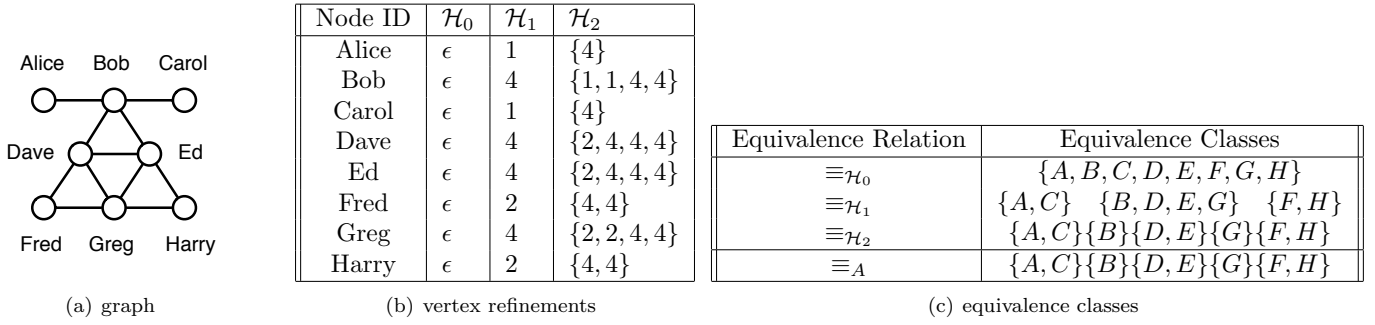 Alice Bob Carol
Dave Ed
Fred Greg Harry
(a) graph
Node ID H₀ H₁ H₂
Alice ϵ 1 {4}
Bob ϵ 4 {1, 1, 4, 4}
Carol ϵ 1 {4}
Dave ϵ 4 {2, 4, 4, 4}
Ed ϵ 4 {2, 4, 4, 4}
Fred ϵ 2 {4, 4}
Greg ϵ 4 {2, 2, 4, 4}
Harry ϵ 2 {4, 4}
(b) vertex refinements
Equivalence Relation Equivalence Classes
≡H₀ {A, B, C, D, E, F, G, H}
≡H₁ {A, C} {B, D, E, G} {F, H}
≡H₂ {A, C}{B}{D, E}{G}{F, H}
≡A {A, C}{B}{D, E}{G}{F, H}
(c) equivalence classes